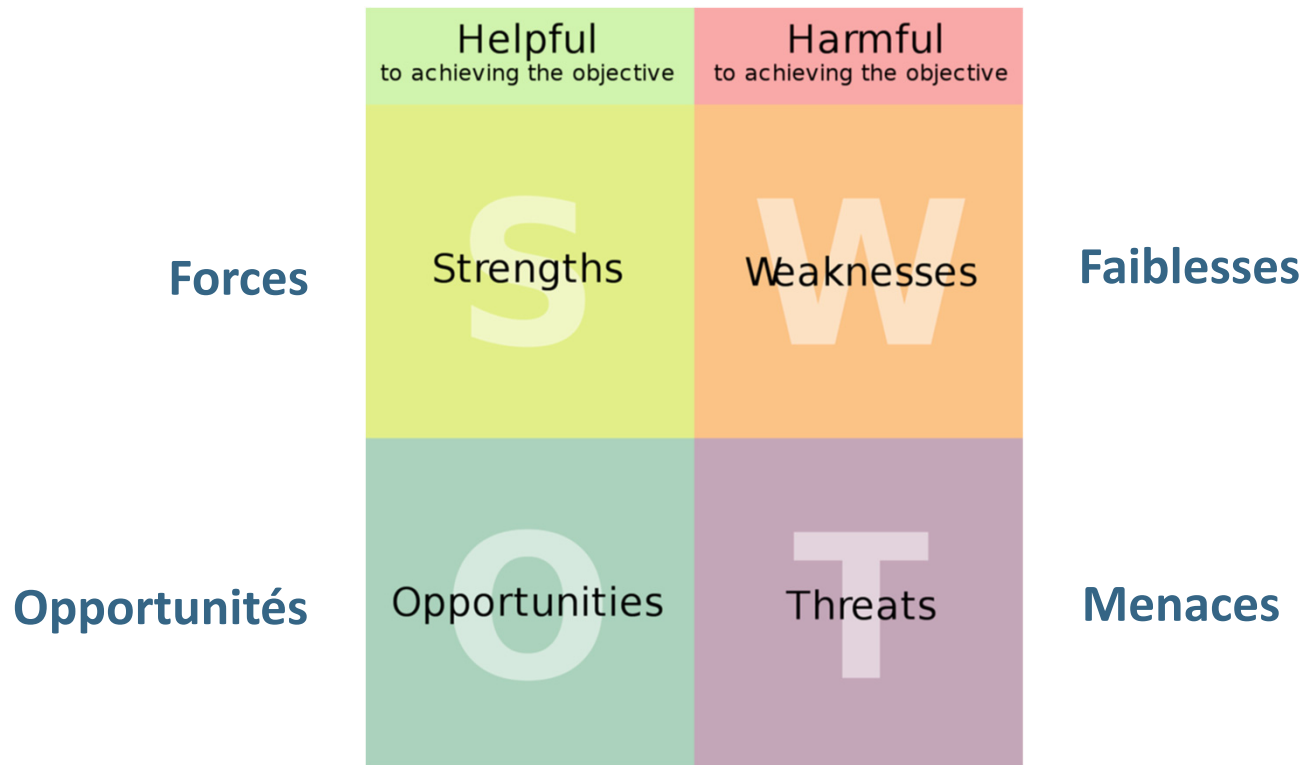 Helpful
to achieving the objective
Harmful
to achieving the objective
Forces
S
Strengths
W
Weaknesses
Faiblesses
Opportunités
O
Opportunities
T
Threats
Menaces